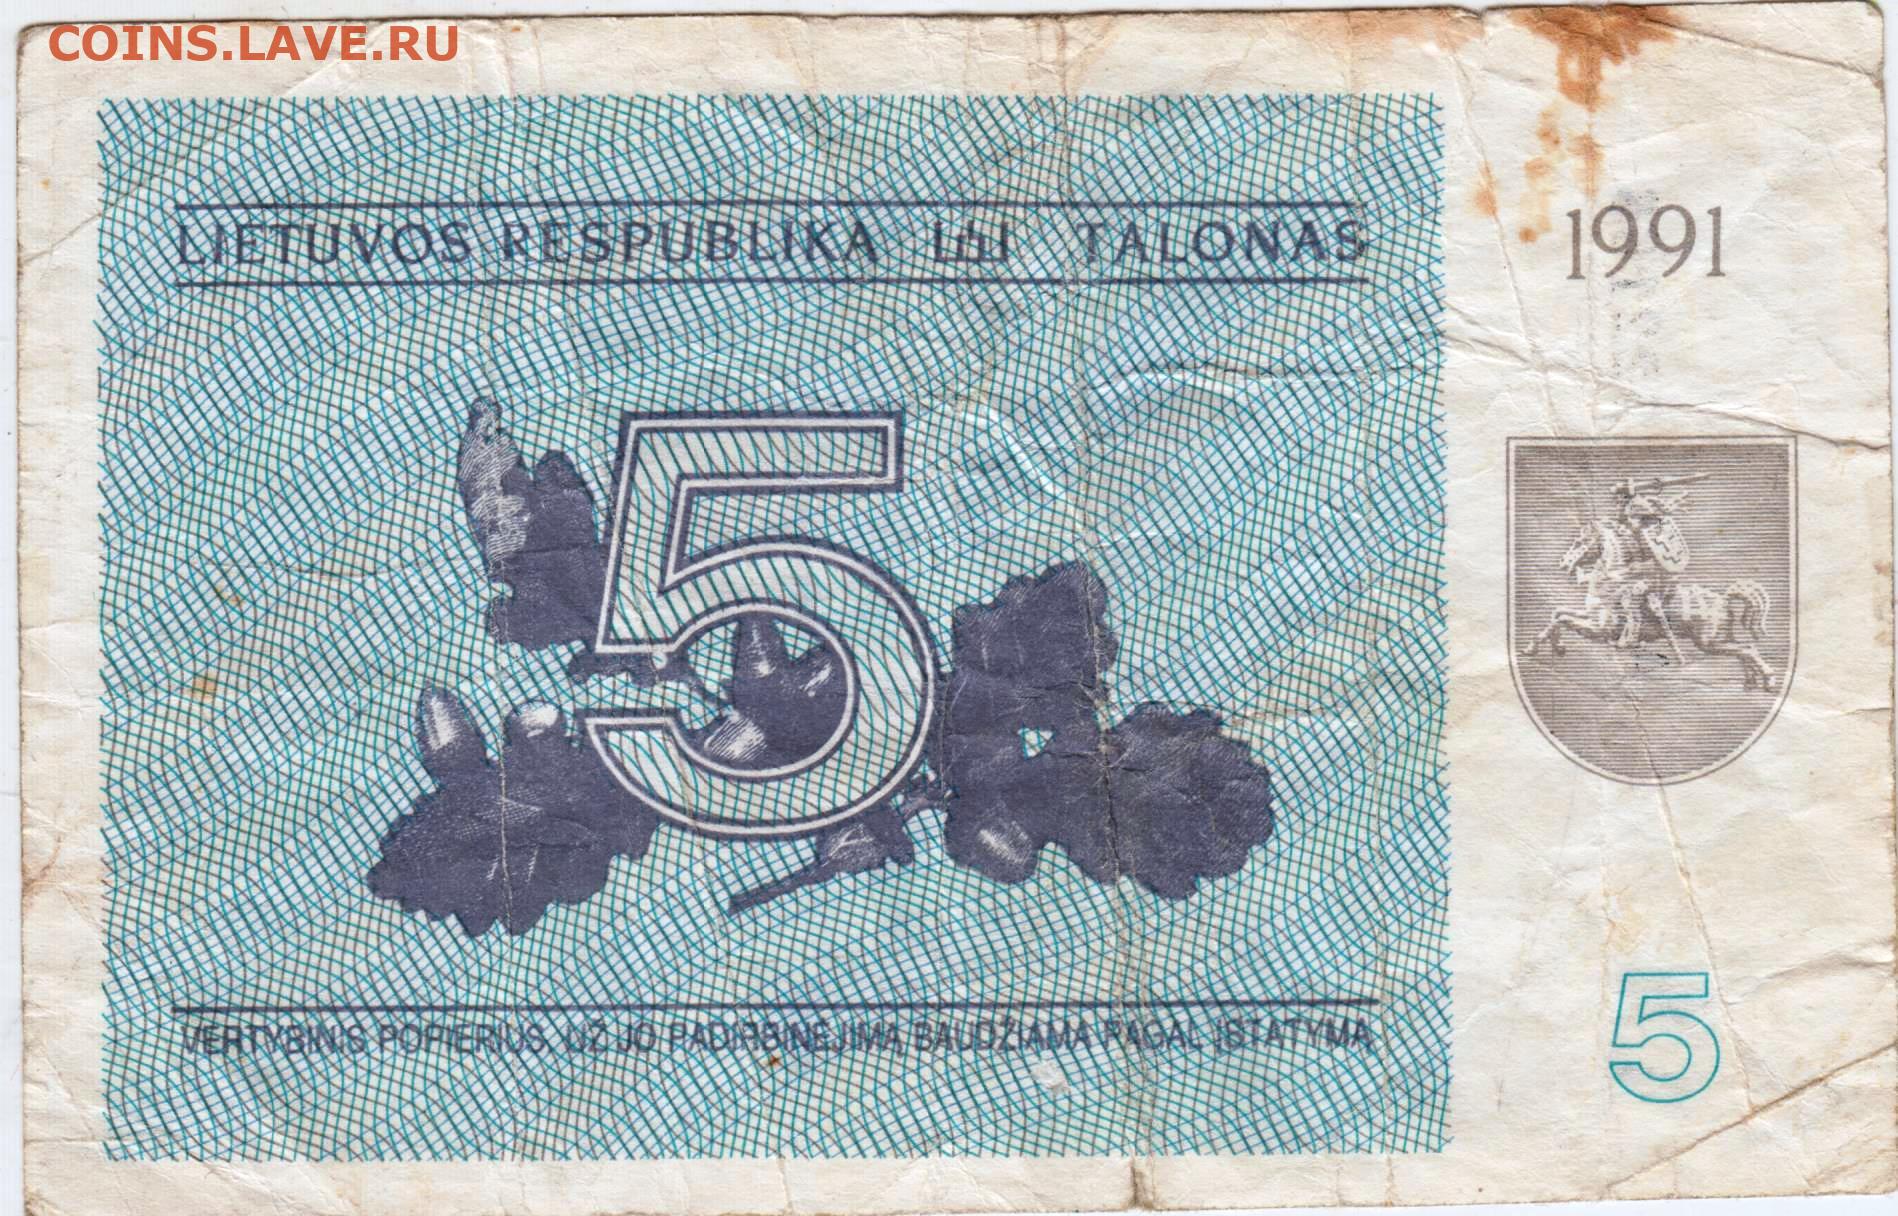 COINS.LAVE.RU
LIETUVOS RESPUBLIKA TALONAS
1991
5
5
VERTYBINIS POPIERIUS. UŽ JO PADIRBINĖJIMĄ BAUDŽIAMA PAGAL ĮSTATYMĄ